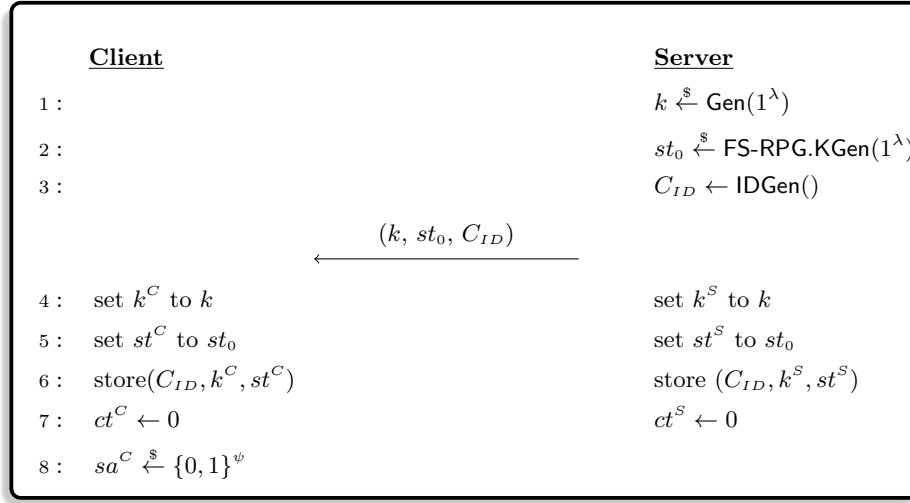 Client Server
1 : k $← Gen(1^λ)
2 : st_0 $← FS-RPG.KGen(1^λ)
3 : C_ID ← IDGen()
(k, st_0, C_ID)
4 : set k^C to k set k^S to k
5 : set st^C to st_0 set st^S to st_0
6 : store(C_ID, k^C, st^C) store (C_ID, k^S, st^S)
7 : ct^C ← 0 ct^S ← 0
8 : sa^C $← {0, 1}^ψ